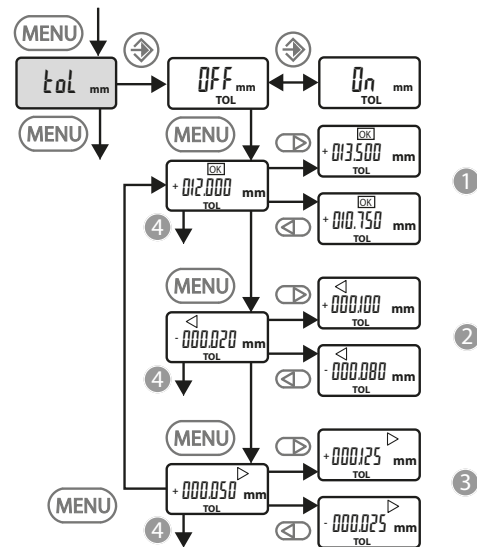 MENU
toL mm
OFF mm
TOL
On mm
TOL
MENU
MENU
OK
+ 013.500 mm
TOL
1
OK
+ 012.000 mm
TOL
OK
+ 010.750 mm
TOL
4
MENU
+ 000.100 mm
TOL
2
- 000.020 mm
TOL
- 000.080 mm
TOL
4
MENU
+ 000.125 mm
TOL
3
+ 000.050 mm
TOL
MENU
- 000.025 mm
TOL
4